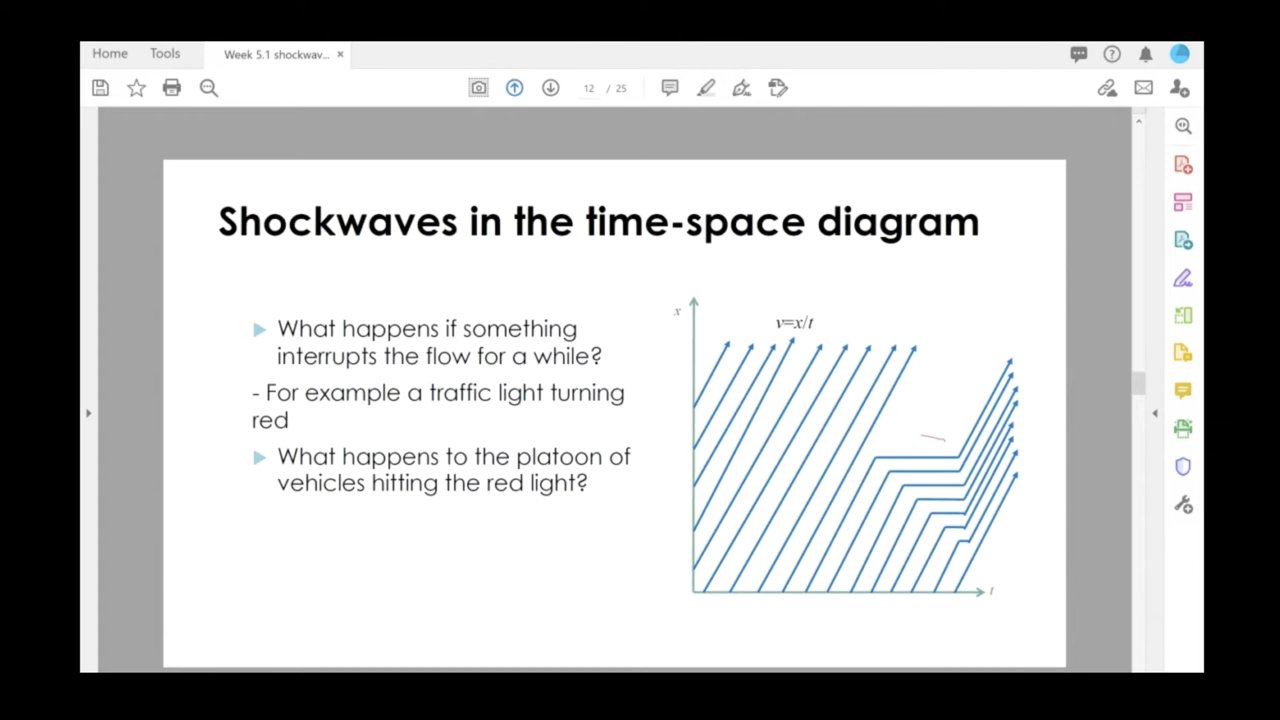 Home Tools Week 5.1 shockwav... ×
12 / 25
Shockwaves in the time-space diagram
What happens if something
interrupts the flow for a while?
- For example a traffic light turning
red
What happens to the platoon of
vehicles hitting the red light?
x
v=x/t
t